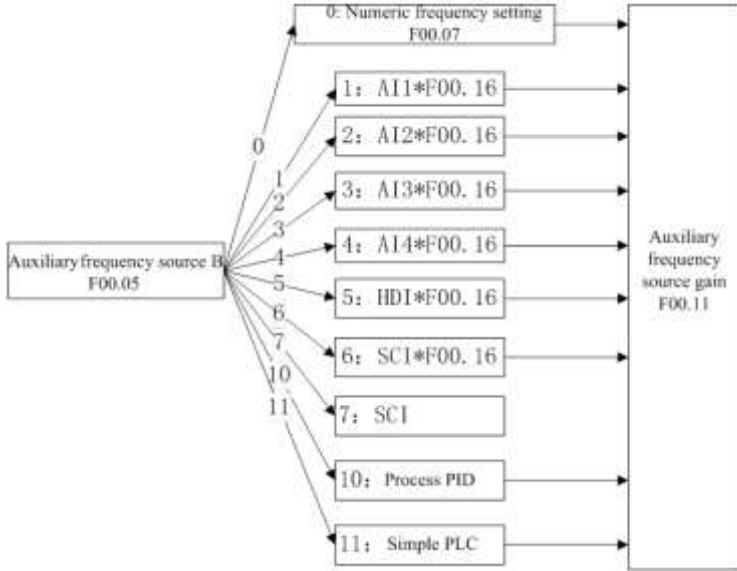 0: Numeric frequency setting
F00.07
1: AI1*F00.16
2: AI2*F00.16
3: AI3*F00.16
4: AI4*F00.16
5: HDI*F00.16
6: SCI*F00.16
7: SCI
10: Process PID
11: Simple PLC
0
1
2
3
4
5
6
7
10
11
Auxiliary frequency source B
F00.05
Auxiliary
frequency
source gain
F00.11